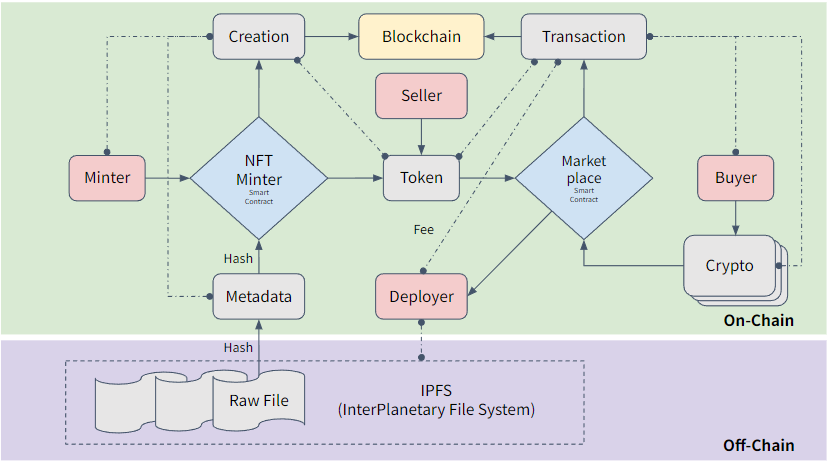 Creation
Blockchain
Transaction
Seller
Minter
NFT
Minter
Smart
Contract
Token
Market
place
Smart
Contract
Buyer
Fee
Hash
Metadata
Deployer
Crypto
On-Chain
Hash
Raw File
IPFS
(InterPlanetary File System)
Off-Chain